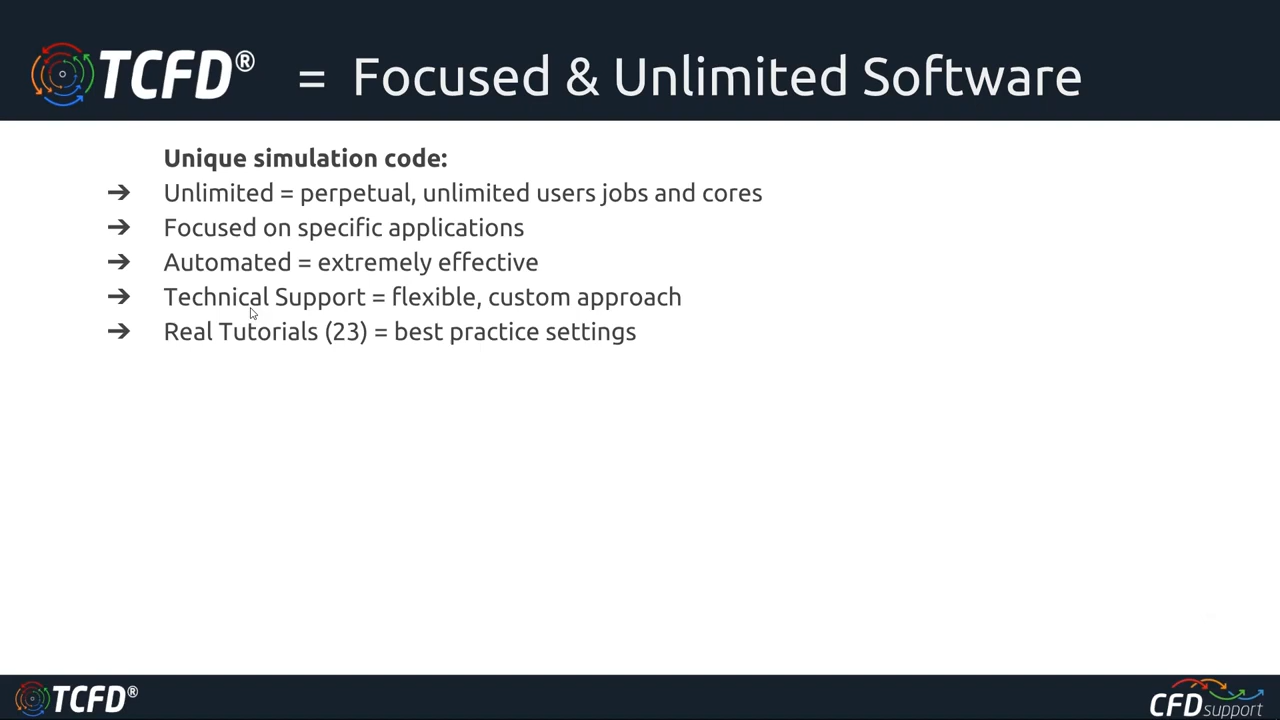 TCFD® = Focused & Unlimited Software
Unique simulation code:
➔ Unlimited = perpetual, unlimited users jobs and cores
➔ Focused on specific applications
➔ Automated = extremely effective
➔ Technical Support = flexible, custom approach
➔ Real Tutorials (23) = best practice settings
TCFD®
CFD support